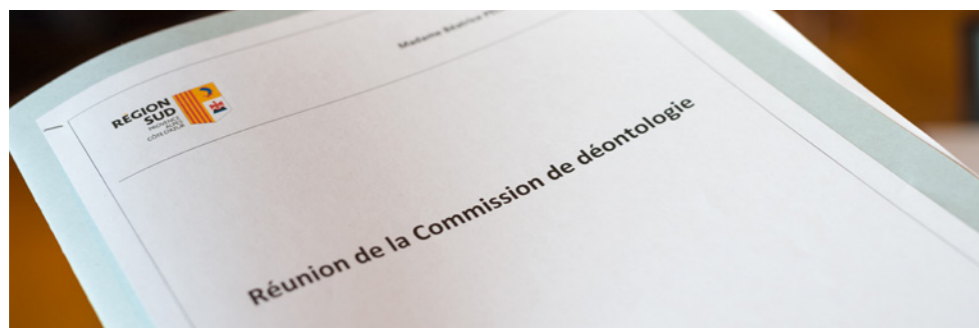 Madame Béatrice
REGION
SUD
PROVENCE
ALPES
CÔTE D'AZUR
Réunion de la Commission de déontologie